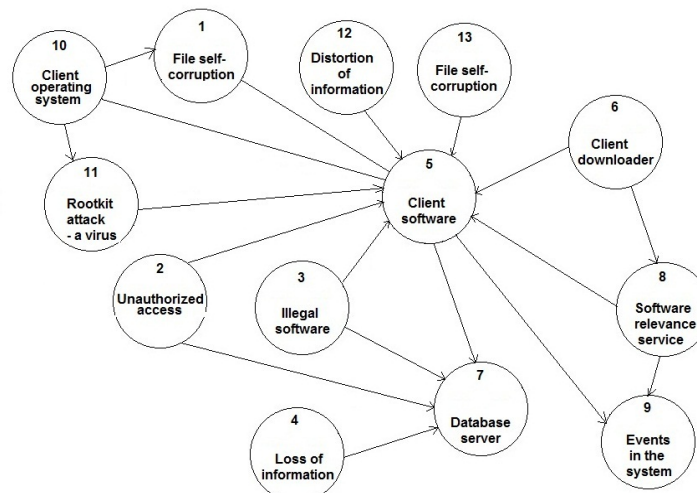 1
File self-
corruption
10
Client
operating
system
12
Distortion
of
information
13
File self-
corruption
6
Client
downloader
5
Client
software
11
Rootkit
attack
- a virus
2
Unauthorized
access
3
Illegal
software
8
Software
relevance
service
7
Database
server
9
Events
in the
system
4
Loss of
information